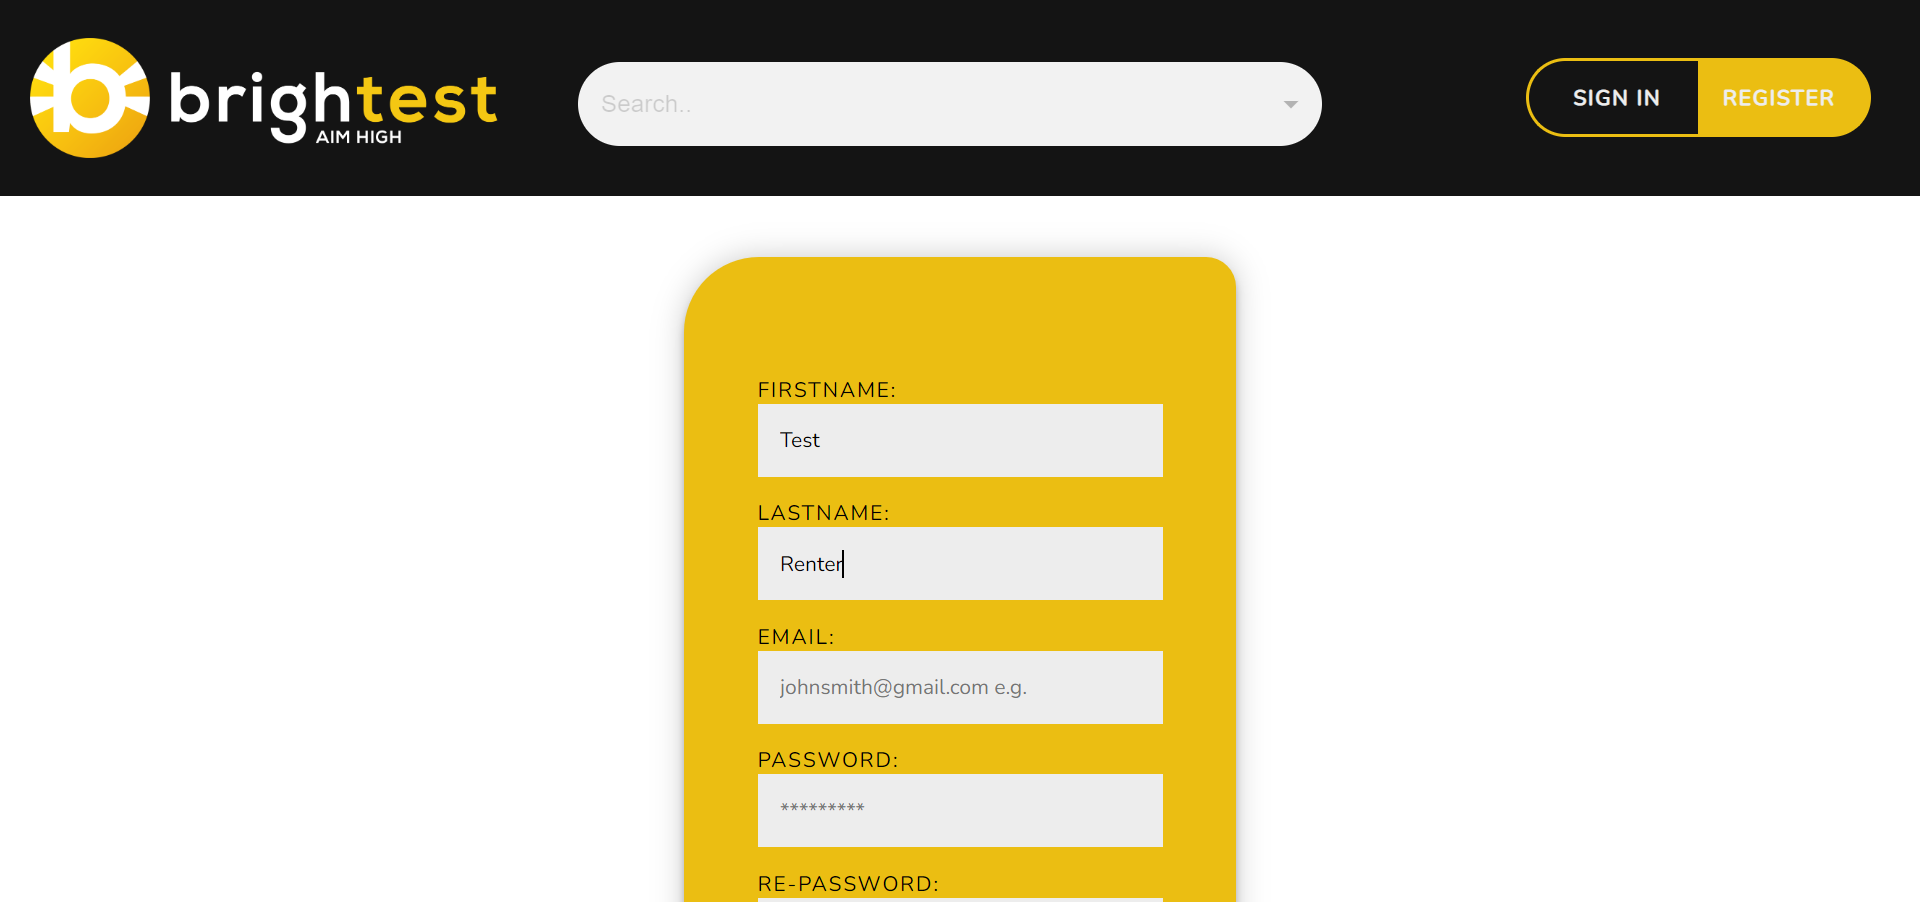 brightest
AIM HIGH
Search..
SIGN IN
REGISTER
FIRSTNAME:
Test
LASTNAME:
Renter
EMAIL:
johnsmith@gmail.com e.g.
PASSWORD:
*********
RE-PASSWORD: